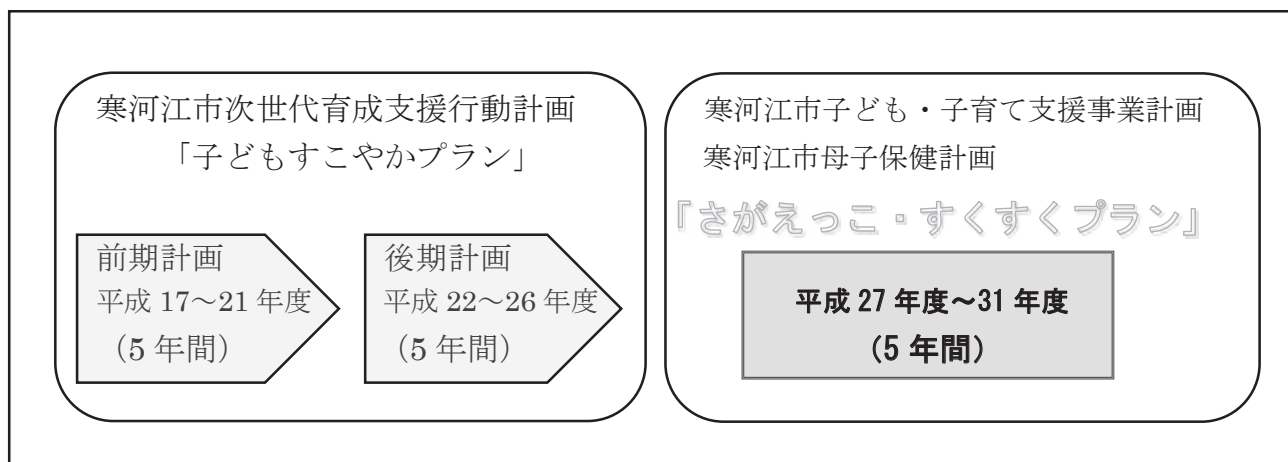 寒河江市次世代育成支援行動計画
「子どもすこやかプラン」
前期計画
平成 17～21 年度
（5 年間）
後期計画
平成 22～26 年度
（5 年間）
寒河江市子ども・子育て支援事業計画
寒河江市母子保健計画
「さがえっこ・すくすくプラン」
平成 27 年度～31 年度
（5 年間）